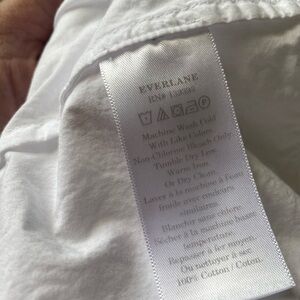 EVERLANE
Machine Wash Cold
With Like Colors
Non-Chlorine Bleach Only
Tumble Dry Low
Warm Iron
Or Dry Clean
Laver à la machine à l'eau
froide avec couleurs
similaires.
Blanchir sans chlore
Sécher à la machine basse
température.
Repasser à fer moyen.
Ou nettoyer à sec
100% Cotton / Coton.